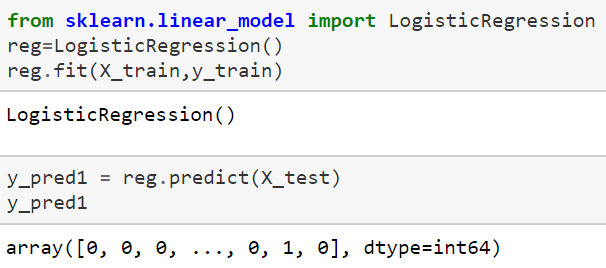 from sklearn.linear_model import LogisticRegression
reg=LogisticRegression()
reg.fit(X_train,y_train)
LogisticRegression()
y_pred1 = reg.predict(X_test)
y_pred1
array([0, 0, 0, ..., 0, 1, 0], dtype=int64)